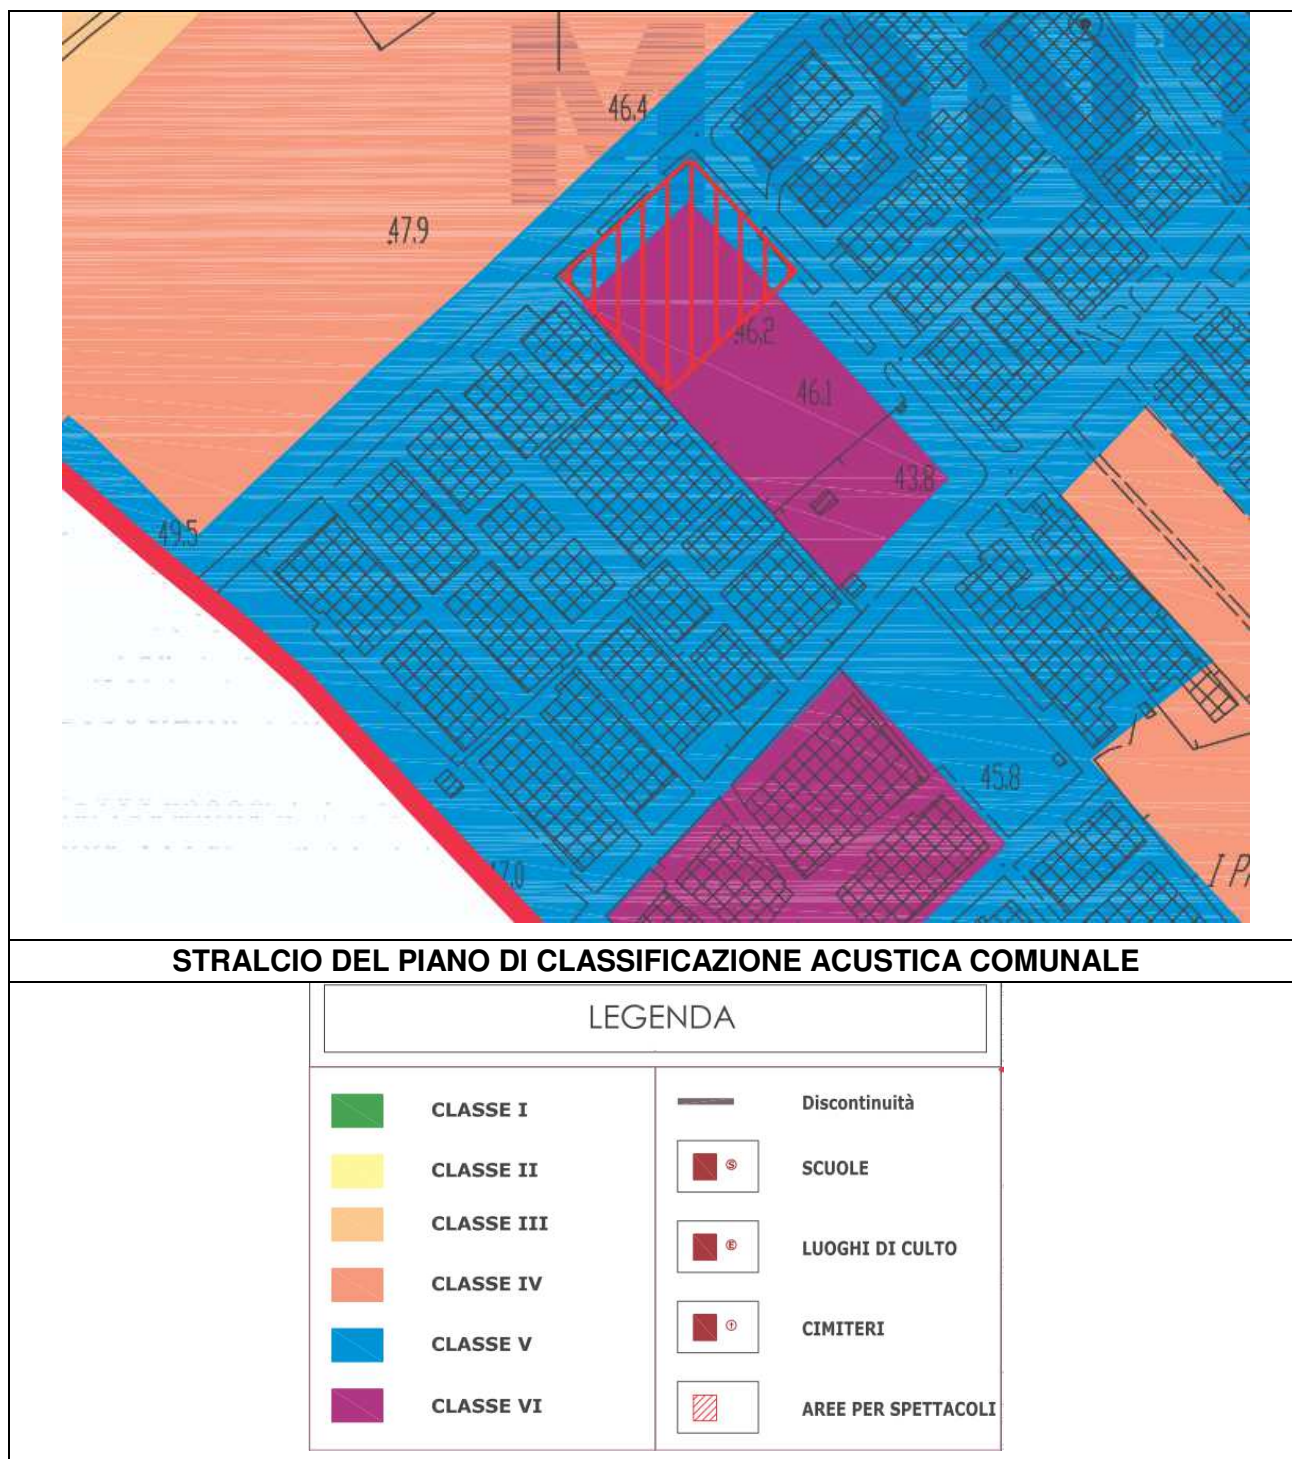 46.4
47.9
46.2
46.1
43.8
49.5
45.8
I P
STRALCIO DEL PIANO DI CLASSIFICAZIONE ACUSTICA COMUNALE
LEGENDA
CLASSE I
CLASSE II
CLASSE III
CLASSE IV
CLASSE V
CLASSE VI
Discontinuità
S
SCUOLE
E
LUOGHI DI CULTO
CIMITERI
AREE PER SPETTACOLI